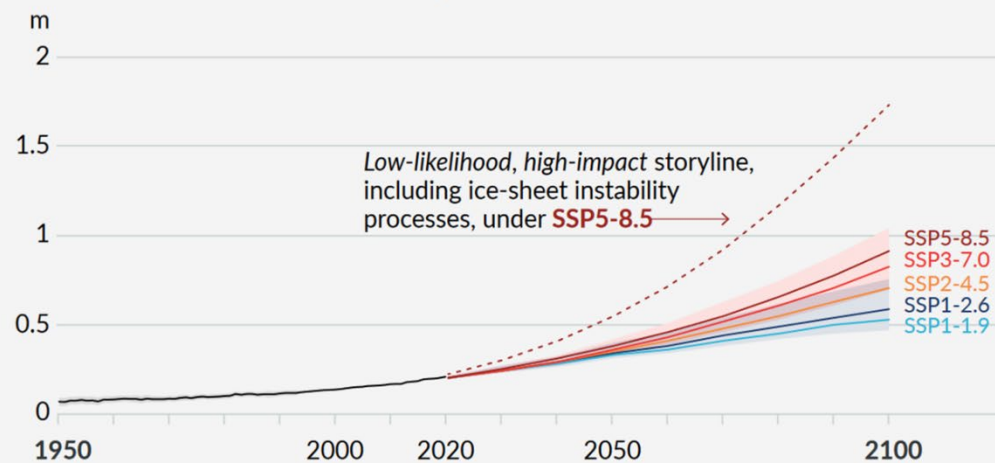 m
2
1.5
Low-likelihood, high-impact storyline,
including ice-sheet instability
processes, under SSP5-8.5
1
SSP5-8.5
SSP3-7.0
SSP2-4.5
SSP1-2.6
SSP1-1.9
0.5
0
1950 2000 2020 2050 2100